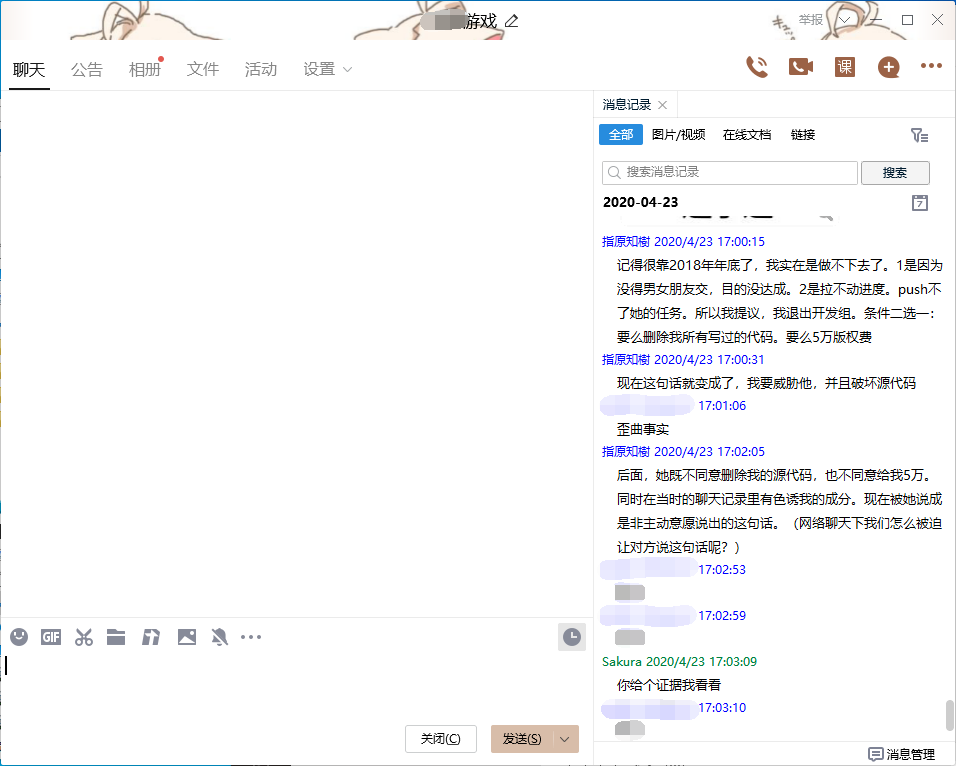 游戏
举报
聊天 公告 相册 文件 活动 设置
课
消息记录
全部 图片/视频 在线文档 链接
搜索消息记录 搜索
2020-04-23
7
指原知樹 2020/4/23 17:00:15
记得很靠2018年年底了，我实在是做不下去了。1是因为
没得男女朋友交，目的没达成。2是拉不动进度。push不
了她的任务。所以我提议，我退出开发组。条件二选一：
要么删除我所有写过的代码。要么5万版权费
指原知樹 2020/4/23 17:00:31
现在这句话就变成了，我要威胁他，并且破坏源代码
17:01:06
歪曲事实
指原知樹 2020/4/23 17:02:05
后面，她既不同意删除我的源代码，也不同意给我5万。
同时在当时的聊天记录里有色诱我的成分。现在被她说成
是非主动意愿说出的这句话。（网络聊天下我们怎么被迫
让对方说这句话呢？）
17:02:53
17:02:59
Sakura 2020/4/23 17:03:09
你给个证据我看看
17:03:10
GIF
关闭(C) 发送(S)
消息管理